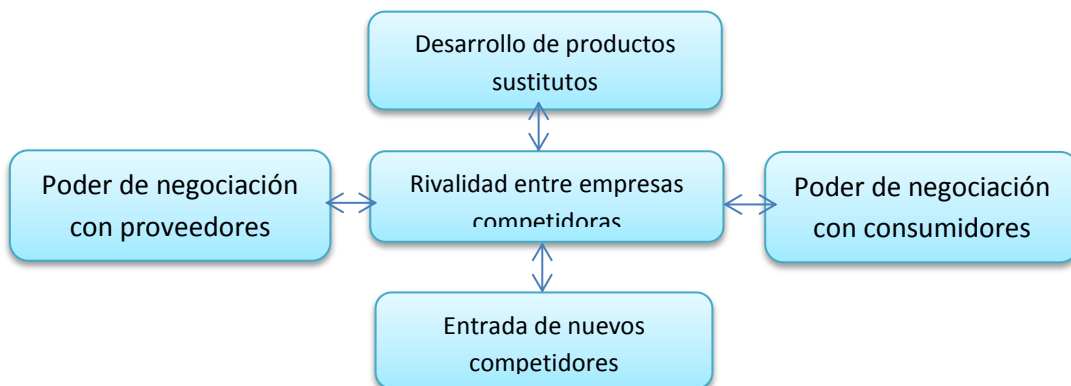 Desarrollo de productos
sustitutos
Poder de negociación
con proveedores
Rivalidad entre empresas
competidoras
Poder de negociación
con consumidores
Entrada de nuevos
competidores